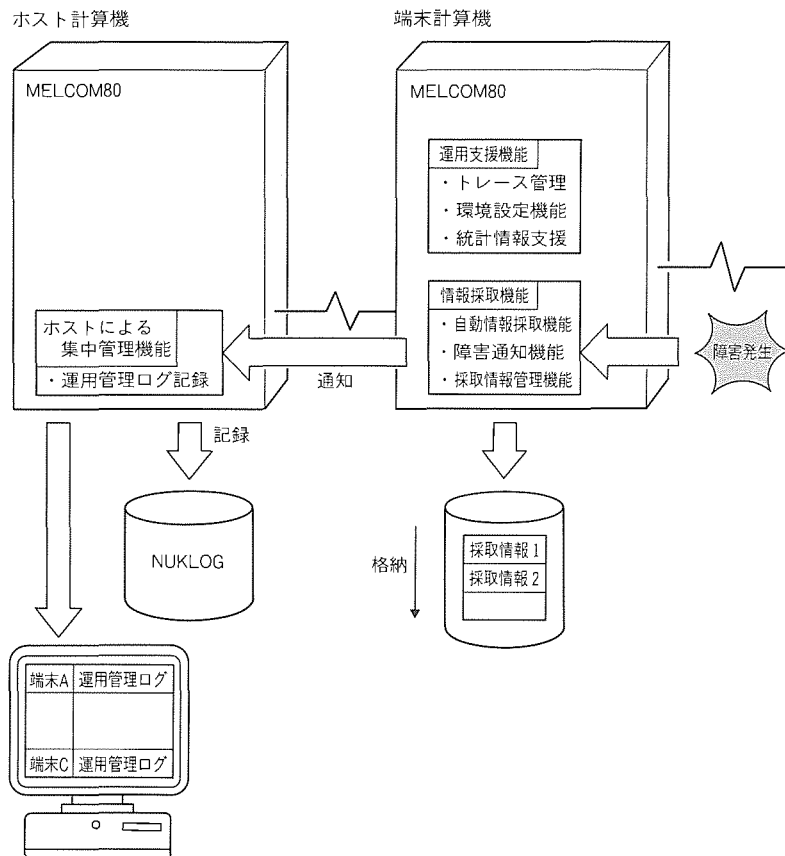 ホスト計算機
MELCOM80
ホストによる
集中管理機能
・運用管理ログ記録
端末計算機
MELCOM80
運用支援機能
・トレース管理
・環境設定機能
・統計情報支援
情報採取機能
・自動情報採取機能
・障害通知機能
・採取情報管理機能
障害発生
通知
記録
NUKLOG
格納
採取情報1
採取情報2
端末A 運用管理ログ
端末C 運用管理ログ